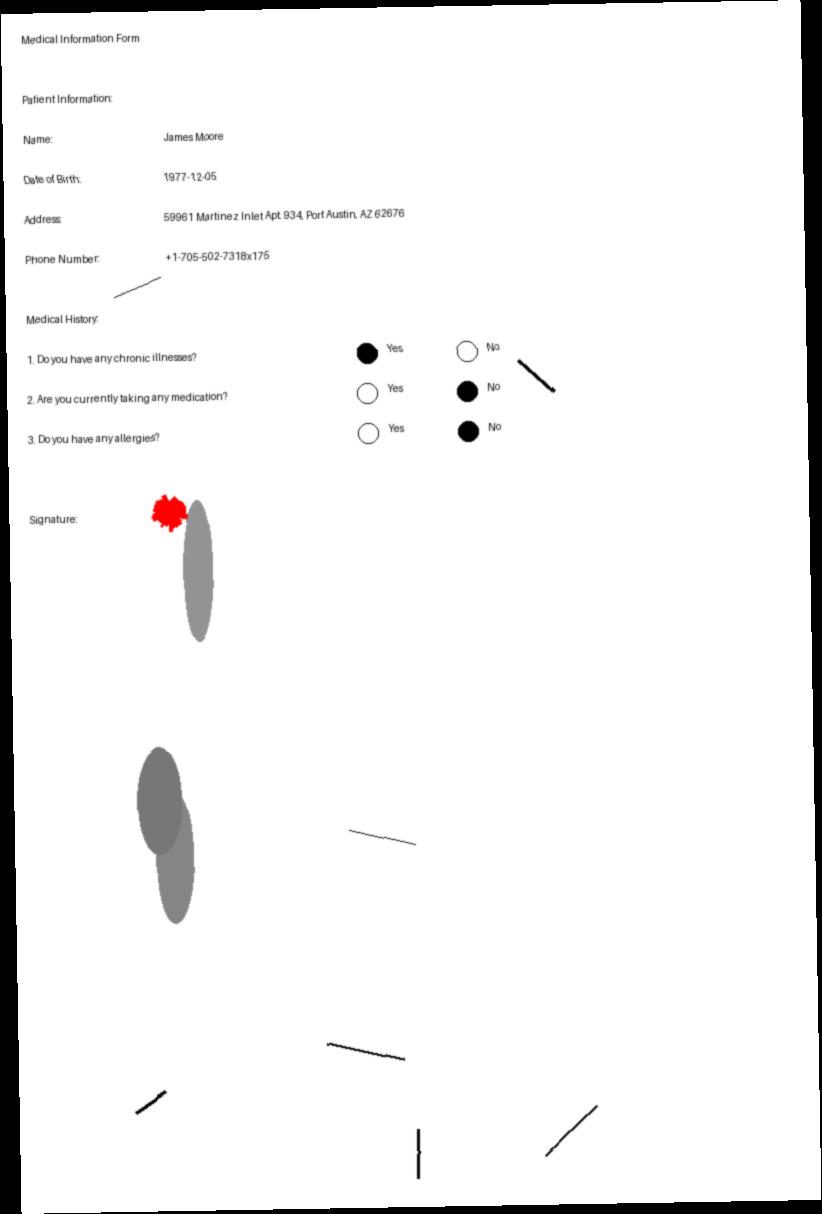 Medical Information Form
Patient Information:
Name: James Moore
Date of Birth: 1977-12-05
Address: 59961 Martinez Inlet Apt. 934, Port Austin, AZ 62676
Phone Number: +1-705-502-7318x175
Medical History:
1. Do you have any chronic illnesses? Yes No
2. Are you currently taking any medication? Yes No
3. Do you have any allergies? Yes No
Signature: